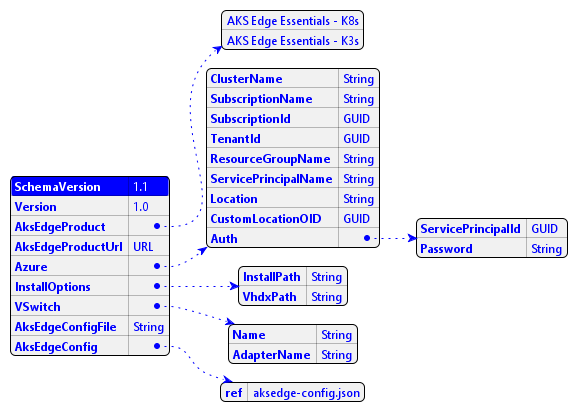 AKS Edge Essentials - K8s
AKS Edge Essentials - K3s
ClusterName String
SubscriptionName String
SubscriptionId GUID
TenantId GUID
ResourceGroupName String
ServicePrincipalName String
Location String
CustomLocationOID GUID
Auth
SchemaVersion 1.1
Version 1.0
AksEdgeProduct
AksEdgeProductUrl URL
Azure
InstallOptions
VSwitch
AksEdgeConfigFile String
AksEdgeConfig
ServicePrincipalId GUID
Password String
InstallPath String
VhdxPath String
Name String
AdapterName String
ref aksedge-config.json